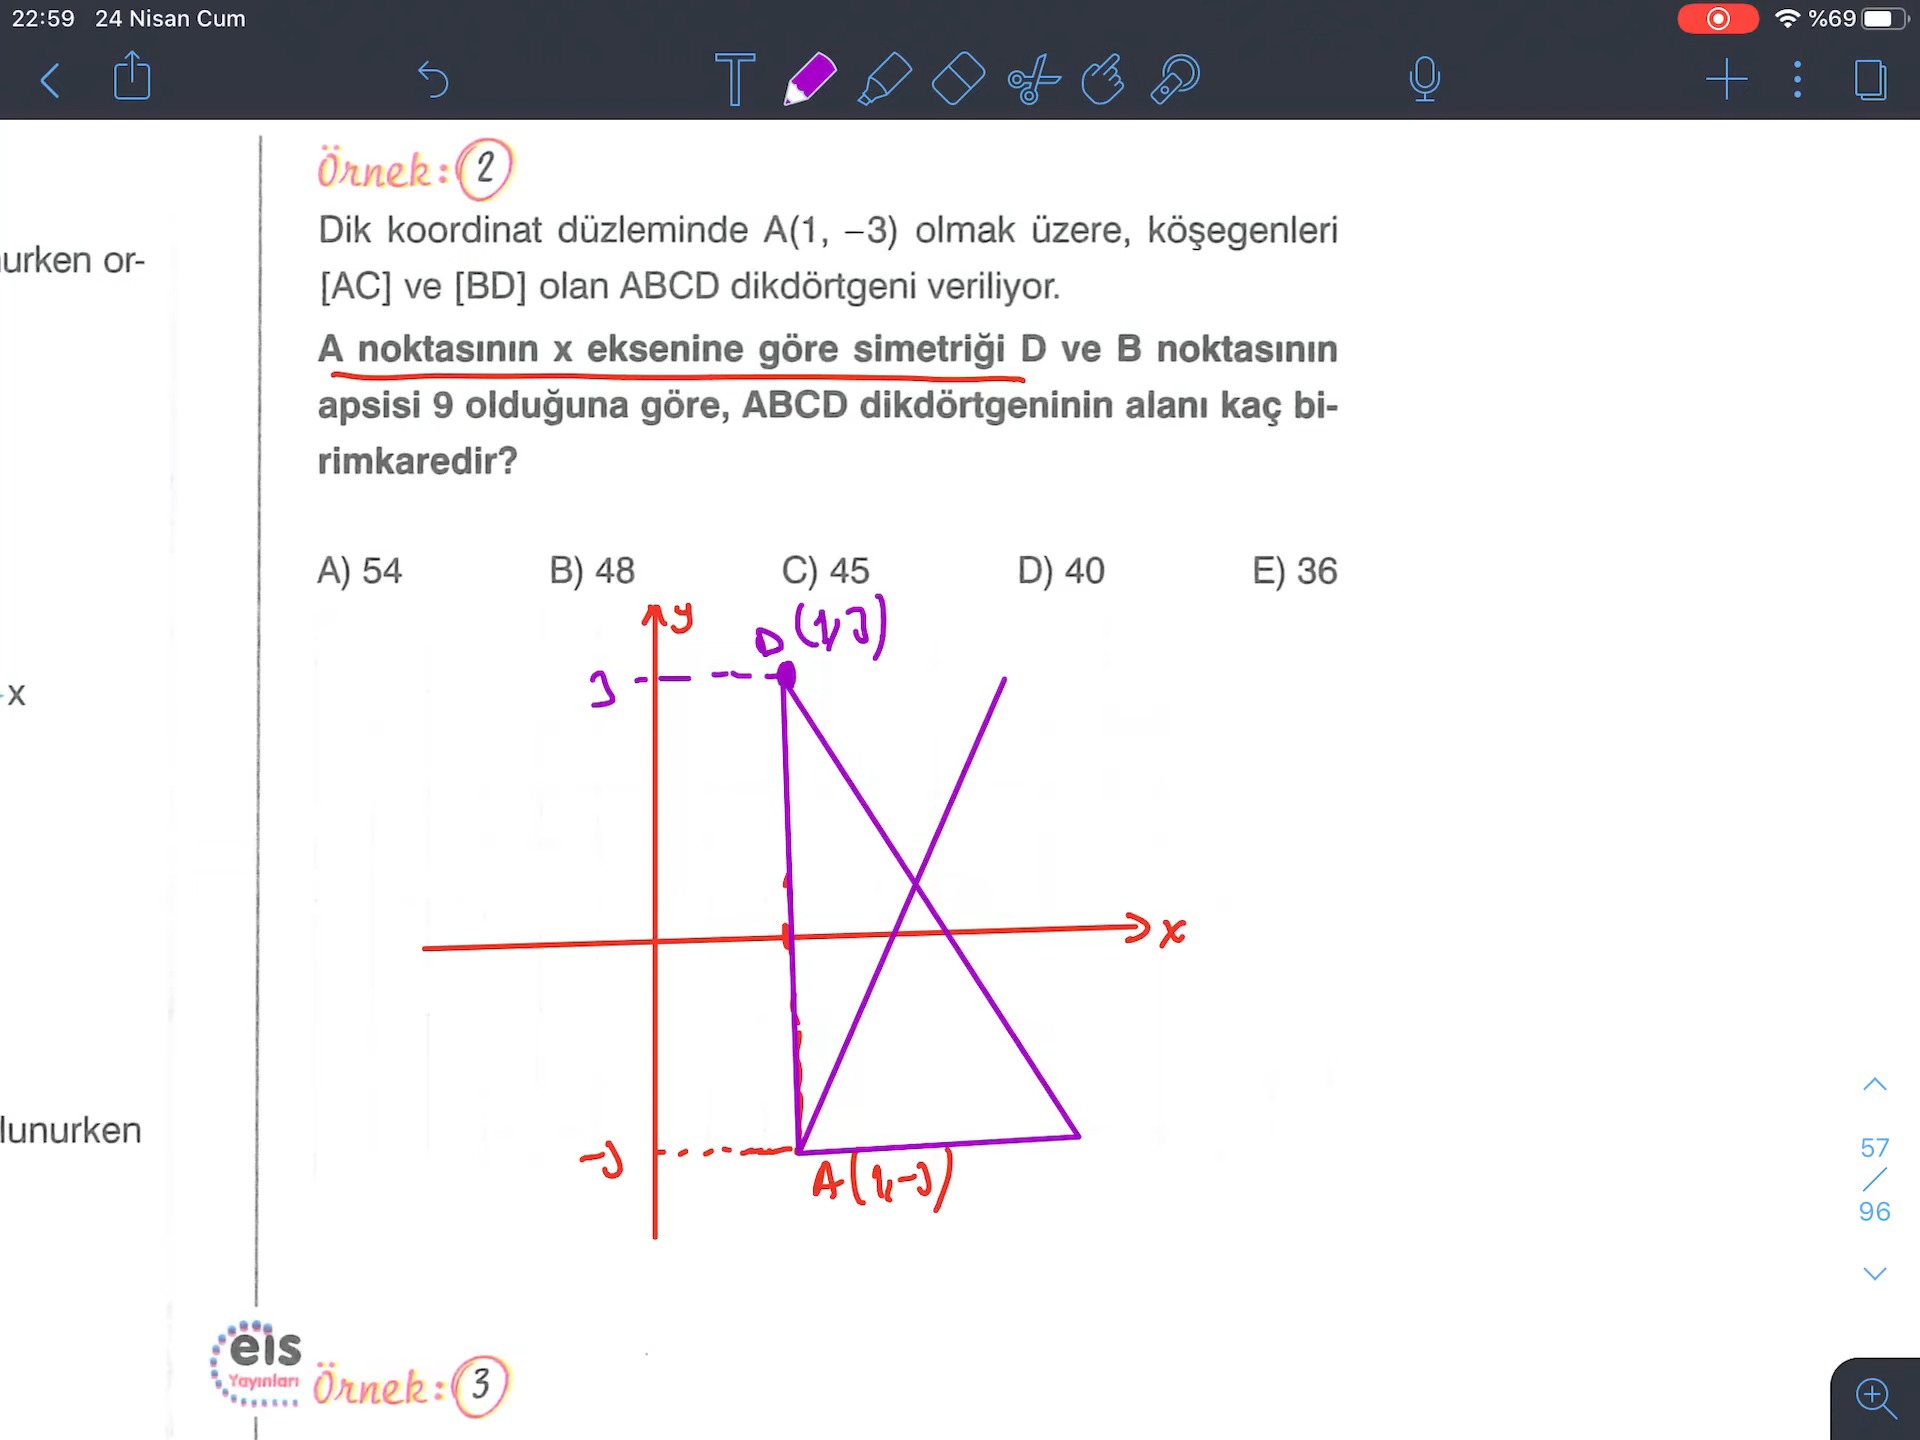 22:59 24 Nisan Cum
%69
Örnek: 2
Dik koordinat düzleminde A(1, −3) olmak üzere, köşegenleri
[AC] ve [BD] olan ABCD dikdörtgeni veriliyor.
A noktasının x eksenine göre simetriği D ve B noktasının
apsisi 9 olduğuna göre, ABCD dikdörtgeninin alanı kaç bi-
rimkaredir?
A) 54 B) 48 C) 45 D) 40 E) 36
urken or-
-x
lunurken
y
D (1,3)
3
x
-3
A(1,-3)
57
/
96
eis
Yayınları
Örnek: 3